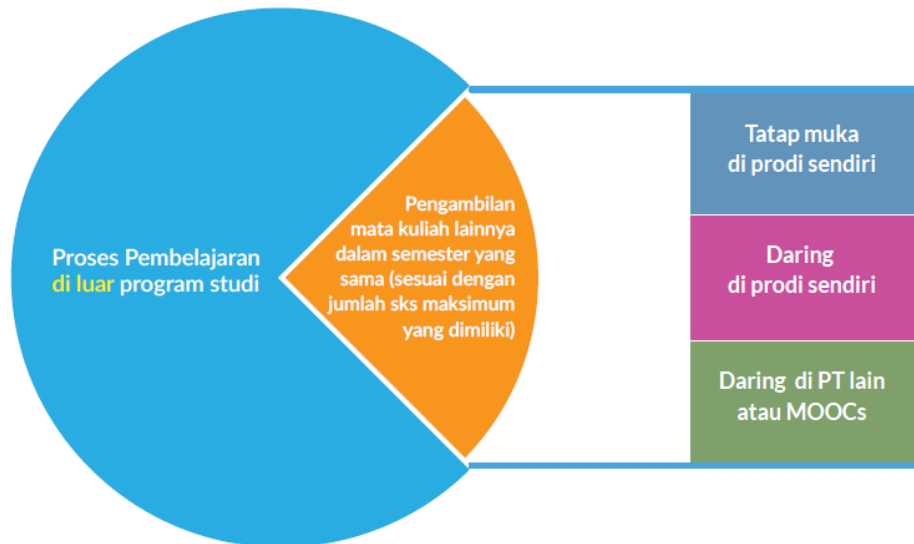 Proses Pembelajaran
di luar program studi
Pengambilan
mata kuliah lainnya
dalam semester yang
sama (sesuai dengan
jumlah sks maksimum
yang dimiliki)
Tatap muka
di prodi sendiri
Daring
di prodi sendiri
Daring di PT lain
atau MOOCs